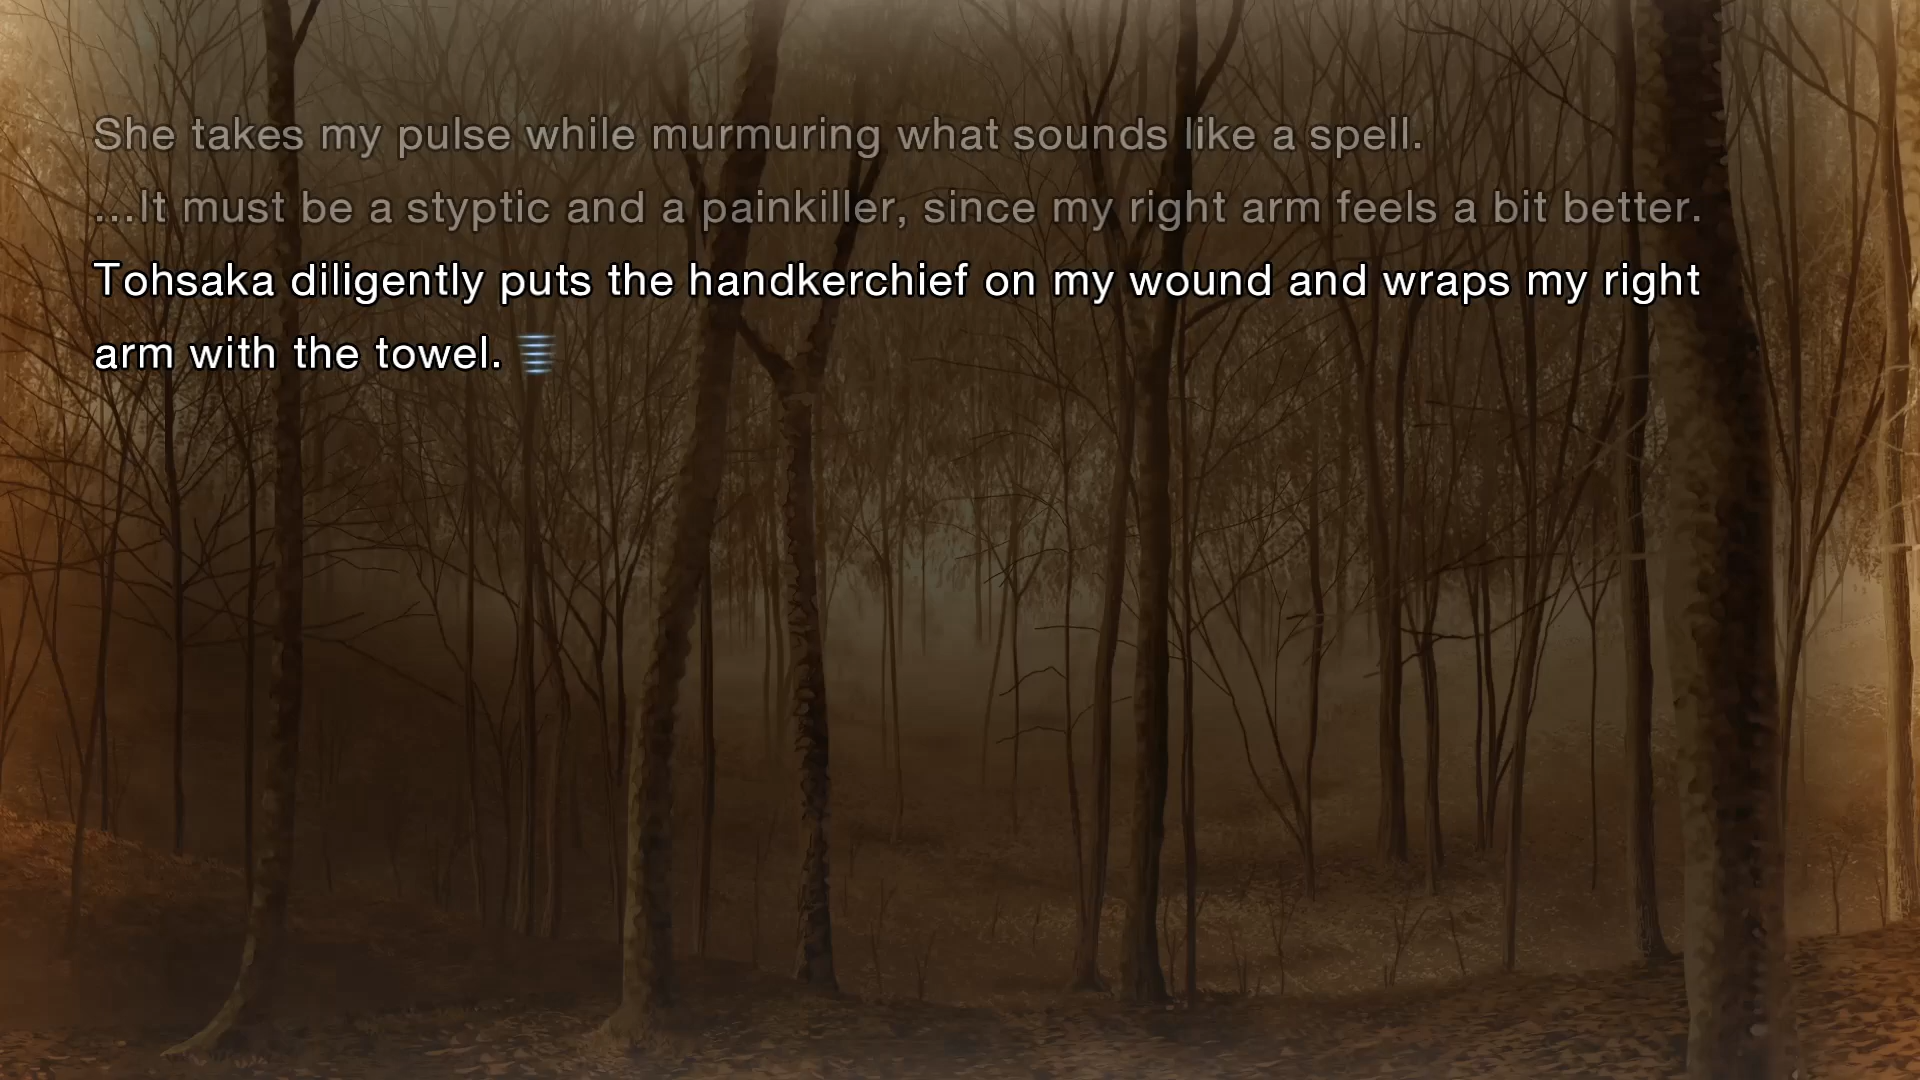 She takes my pulse while murmuring what sounds like a spell.
...It must be a styptic and a painkiller, since my right arm feels a bit better.
Tohsaka diligently puts the handkerchief on my wound and wraps my right
arm with the towel.